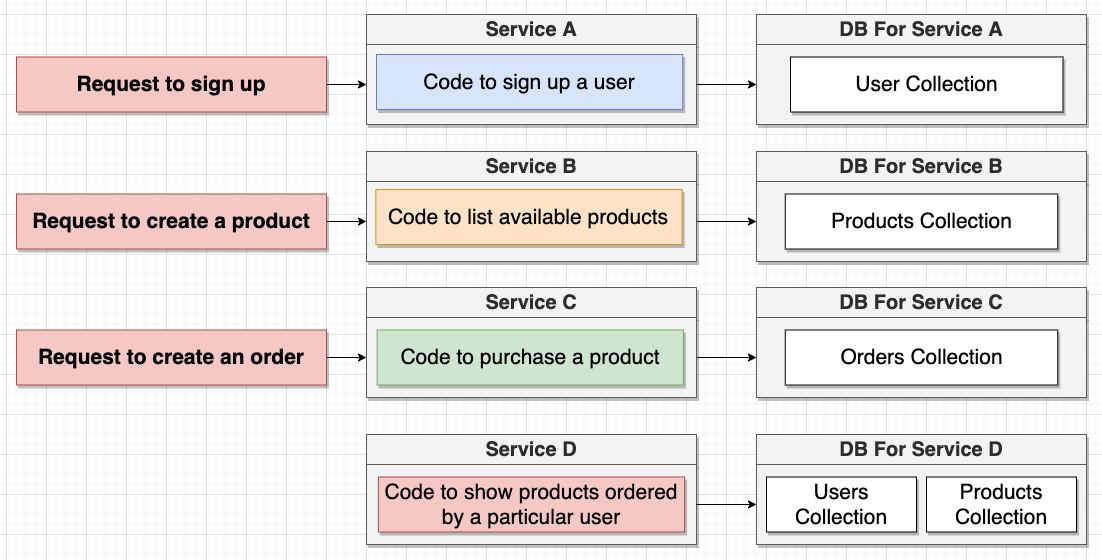 Service A
DB For Service A
Request to sign up
Code to sign up a user
User Collection
Service B
DB For Service B
Request to create a product
Code to list available products
Products Collection
Service C
DB For Service C
Request to create an order
Code to purchase a product
Orders Collection
Service D
DB For Service D
Code to show products ordered
by a particular user
Users
Collection
Products
Collection